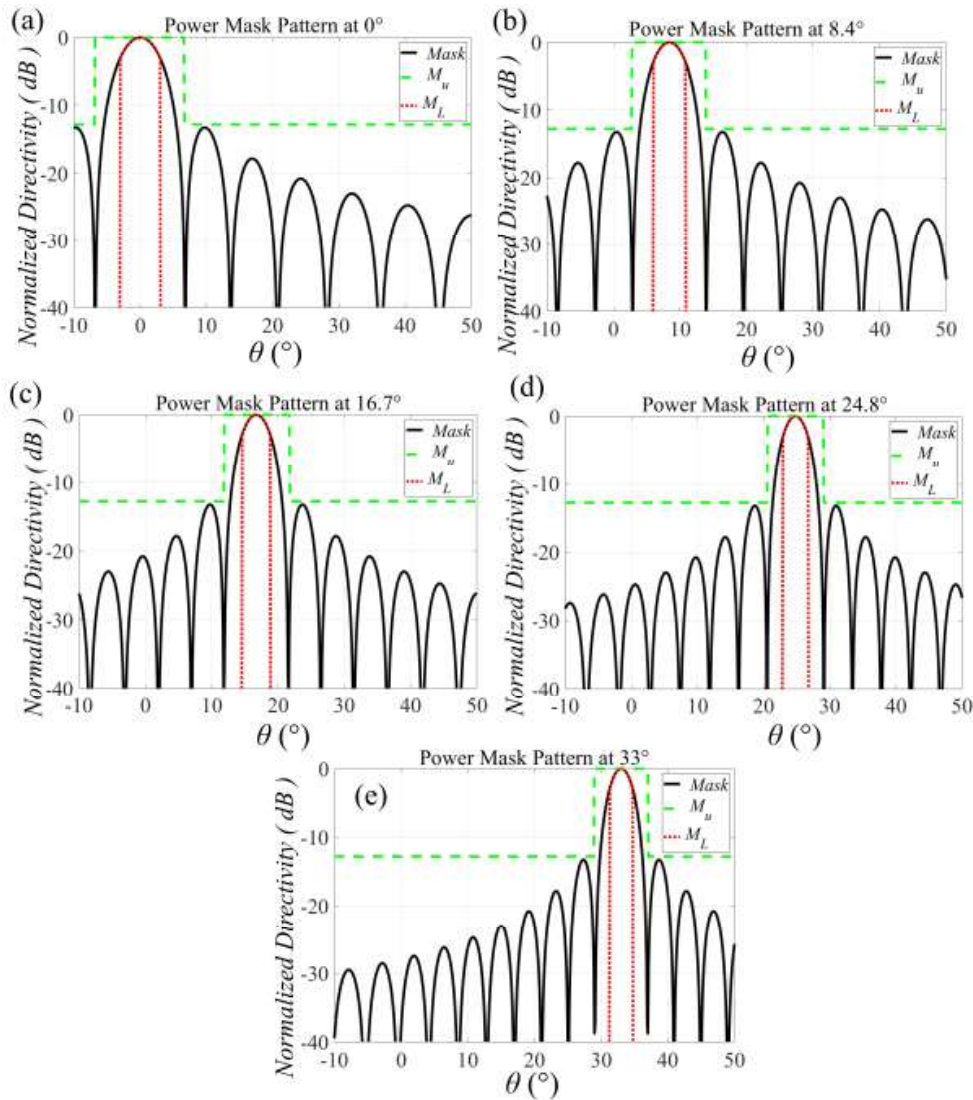 (a)
Power Mask Pattern at 0°
Normalized Directivity ( dB )
0
-10
-20
-30
-40
-10 0 10 20 30 40 50
θ (°)
Mask
M_u
M_L
(b)
Power Mask Pattern at 8.4°
Normalized Directivity ( dB )
0
-10
-20
-30
-40
-10 0 10 20 30 40 50
θ (°)
Mask
M_u
M_L
(c)
Power Mask Pattern at 16.7°
Normalized Directivity ( dB )
0
-10
-20
-30
-40
-10 0 10 20 30 40 50
θ (°)
Mask
M_u
M_L
(d)
Power Mask Pattern at 24.8°
Normalized Directivity ( dB )
0
-10
-20
-30
-40
-10 0 10 20 30 40 50
θ (°)
Mask
M_u
M_L
(e)
Power Mask Pattern at 33°
Normalized Directivity ( dB )
0
-10
-20
-30
-40
-10 0 10 20 30 40 50
θ (°)
Mask
M_u
M_L